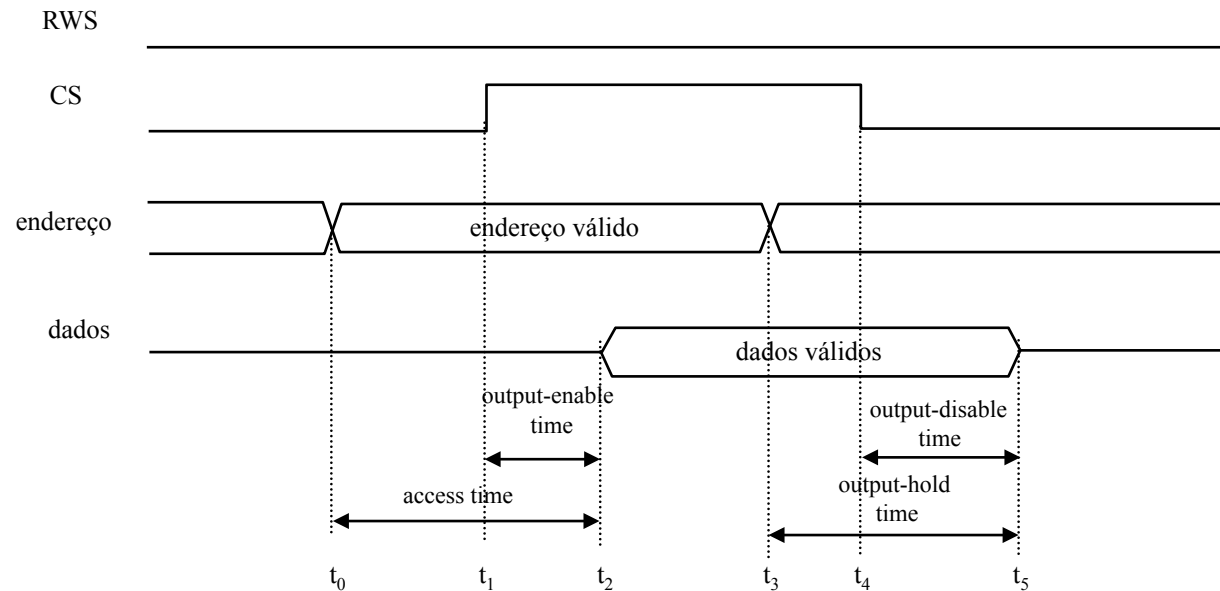 RWS
CS
endereço
endereço válido
dados
dados válidos
output-enable
time
output-disable
time
access time
output-hold
time
t0
t1
t2
t3
t4
t5